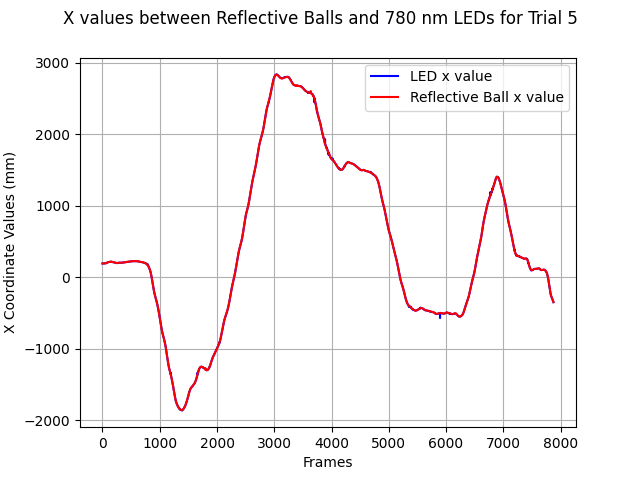 X values between Reflective Balls and 780 nm LEDs for Trial 5
LED x value
Reflective Ball x value
X Coordinate Values (mm)
3000
2000
1000
0
−1000
−2000
0 1000 2000 3000 4000 5000 6000 7000 8000
Frames